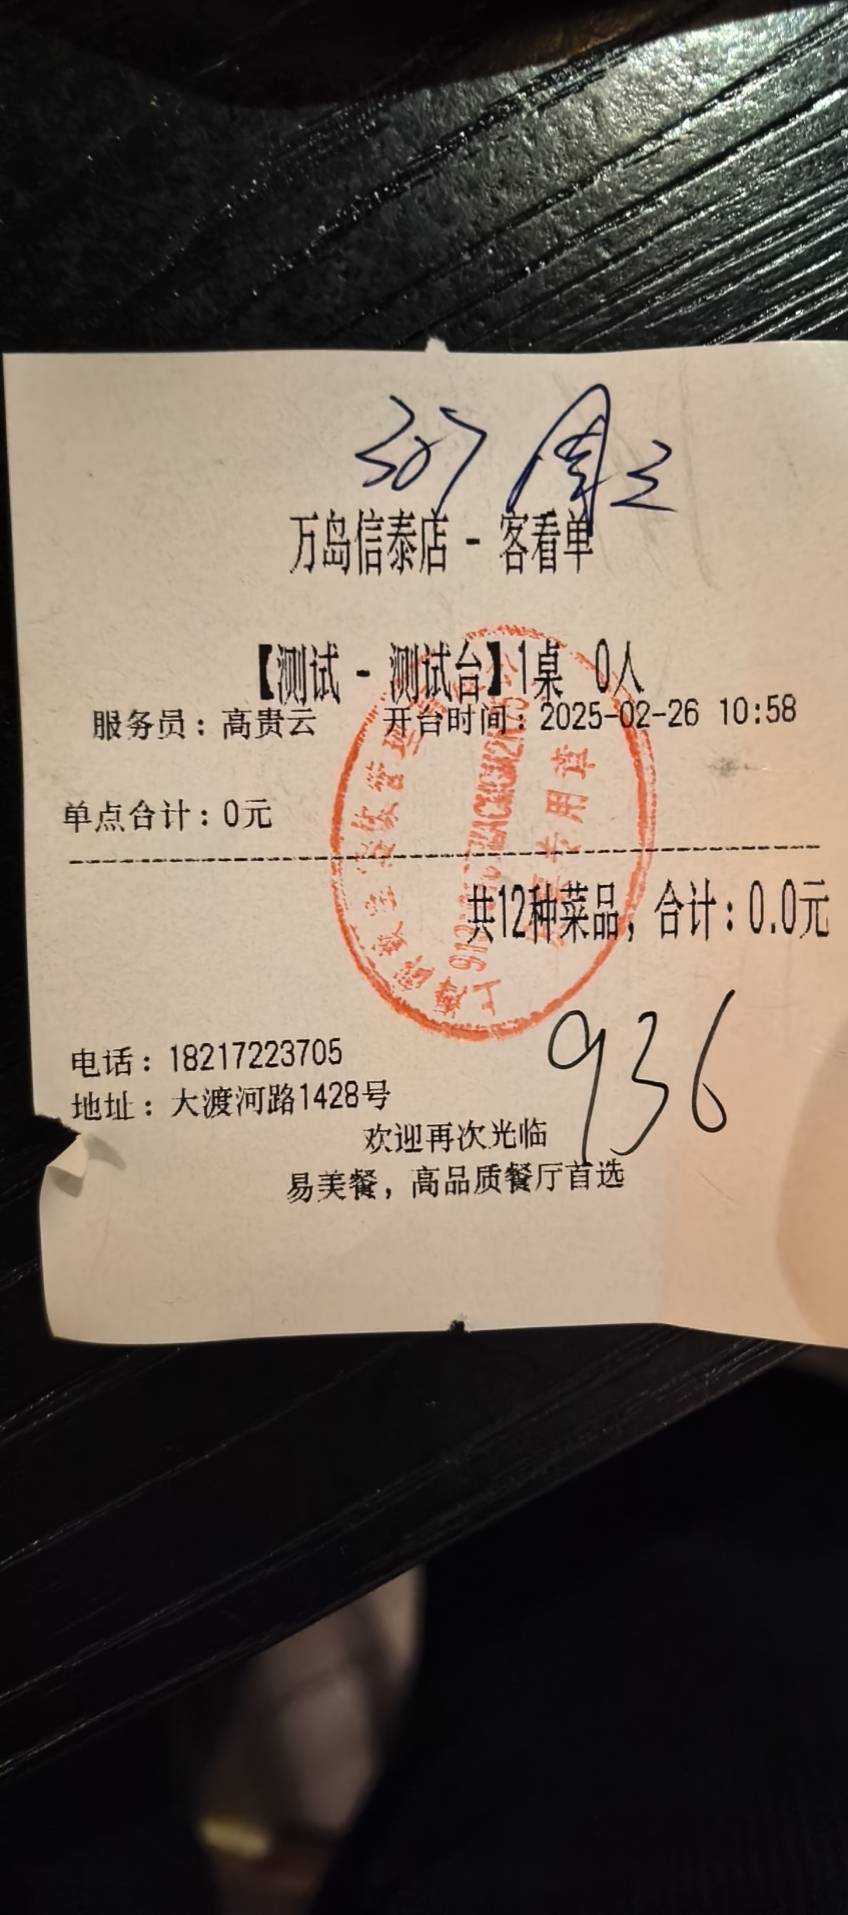 307 周三
万岛信泰店 - 客看单
【测试 - 测试台】1桌 0人
服务员：高贵云 开台时间：2025-02-26 10:58
单点合计：0元
共12种菜品，合计：0.0元
936
电话：18217223705
地址：大渡河路1428号
欢迎再次光临
易美餐，高品质餐厅首选
专用章